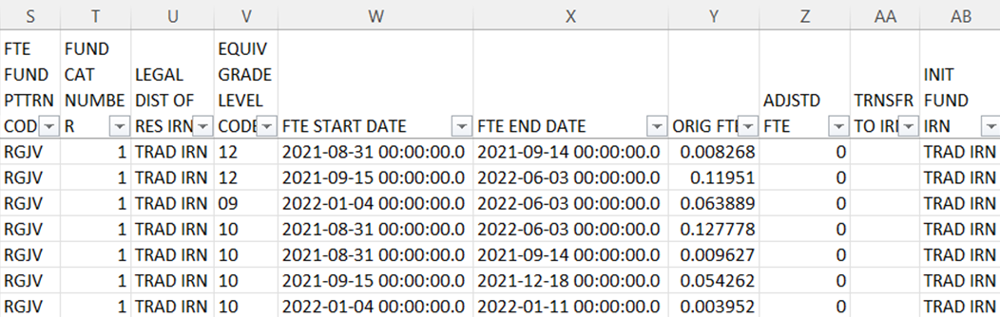 S T U V W X Y Z AA AB
FTE FUND EQUIV
FUND CAT LEGAL GRADE INIT
PTTRN NUMBE DIST OF LEVEL ADJSTD TRNSFR FUND
COD R RES IRN CODE FTE START DATE FTE END DATE ORIG FTE FTE TO IRI IRN
RGJV 1 TRAD IRN 12 2021-08-31 00:00:00.0 2021-09-14 00:00:00.0 0.008268 0 TRAD IRN
RGJV 1 TRAD IRN 12 2021-09-15 00:00:00.0 2022-06-03 00:00:00.0 0.11951 0 TRAD IRN
RGJV 1 TRAD IRN 09 2022-01-04 00:00:00.0 2022-06-03 00:00:00.0 0.063889 0 TRAD IRN
RGJV 1 TRAD IRN 10 2021-08-31 00:00:00.0 2022-06-03 00:00:00.0 0.127778 0 TRAD IRN
RGJV 1 TRAD IRN 10 2021-08-31 00:00:00.0 2021-09-14 00:00:00.0 0.009627 0 TRAD IRN
RGJV 1 TRAD IRN 10 2021-09-15 00:00:00.0 2021-12-18 00:00:00.0 0.054262 0 TRAD IRN
RGJV 1 TRAD IRN 10 2022-01-04 00:00:00.0 2022-01-11 00:00:00.0 0.003952 0 TRAD IRN